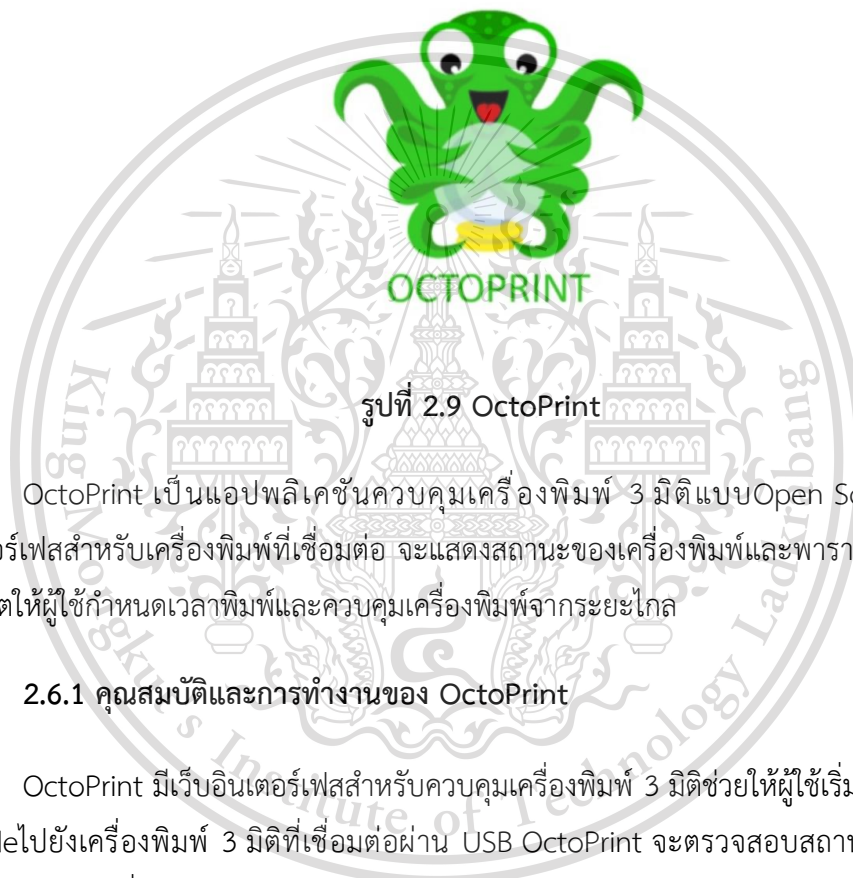 OCTOPRINT
รูปที่ 2.9 OctoPrint
OctoPrint เป็นแอปพลิเคชันควบคุมเครื่องพิมพ์ 3 มิติแบบOpen
อร์เฟสสำหรับเครื่องพิมพ์ที่เชื่อมต่อ จะแสดงสถานะของเครื่องพิมพ์และพารา
ตให้ผู้ใช้กำหนดเวลาพิมพ์และควบคุมเครื่องพิมพ์จากระยะไกล
2.6.1 คุณสมบัติและการทำงานของ OctoPrint
OctoPrint มีเว็บอินเตอร์เฟสสำหรับควบคุมเครื่องพิมพ์ 3 มิติช่วยให้ผู้ใช้เริ่ม
ไปยังเครื่องพิมพ์ 3 มิติที่เชื่อมต่อผ่าน USB OctoPrint จะตรวจสอบสถาน
King Mongkut's Institute of Technology Ladkrabang